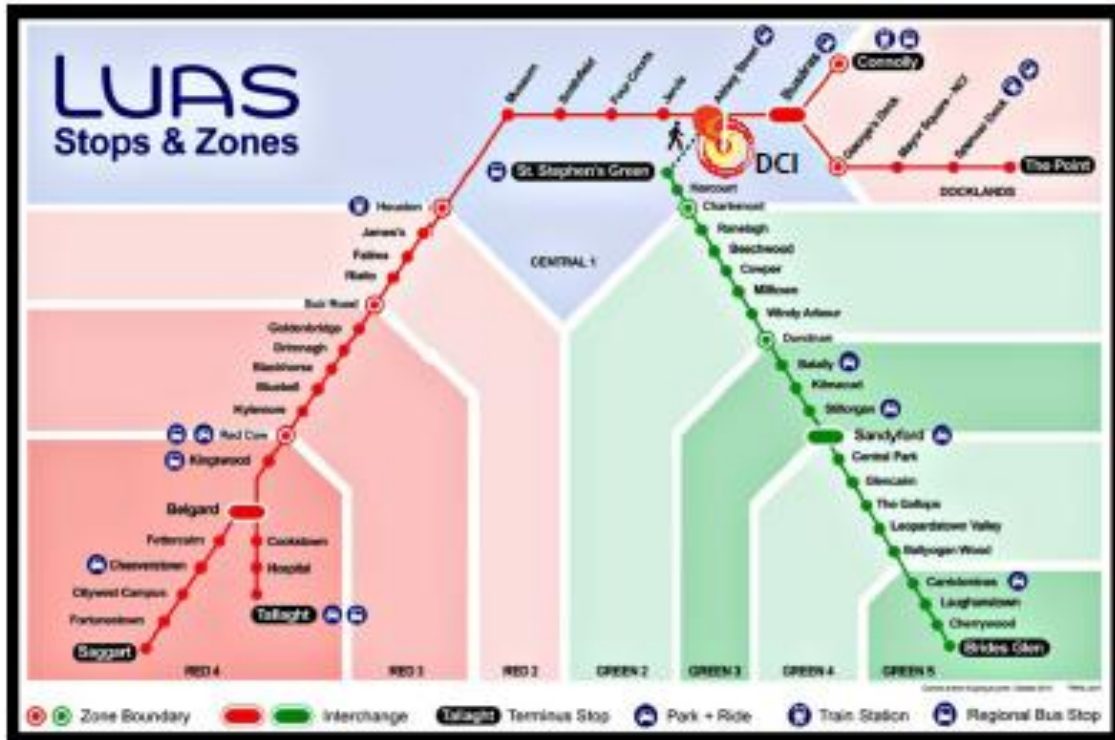 LUAS
Stops & Zones
Museum
Smithfield
Four Courts
Jervis
Abbey Street
Busáras
Connolly
George's Dock
Mayor Square - NCI
Spencer Dock
The Point
DOCKLANDS
DCI
St. Stephen's Green
Harcourt
Charlemont
Ranelagh
Beechwood
Cowper
Milltown
Windy Arbour
Dundrum
Balally
Kilmacud
Stillorgan
Sandyford
Central Park
Glencairn
The Gallops
Leopardstown Valley
Ballyogan Wood
Carrickmines
Laughanstown
Cherrywood
Brides Glen
CENTRAL 1
Heuston
James's
Fatima
Rialto
Suir Road
Goldenbridge
Drimnagh
Blackhorse
Bluebell
Kylemore
Red Cow
Kingswood
Belgard
Fettercairn
Cheeverstown
Citywest Campus
Fortunestown
Saggart
Cookstown
Hospital
Tallaght
RED 4
RED 3
RED 2
GREEN 2
GREEN 3
GREEN 4
GREEN 5
Zone Boundary
Interchange
Tallaght Terminus Stop
Park + Ride
Train Station
Regional Bus Stop